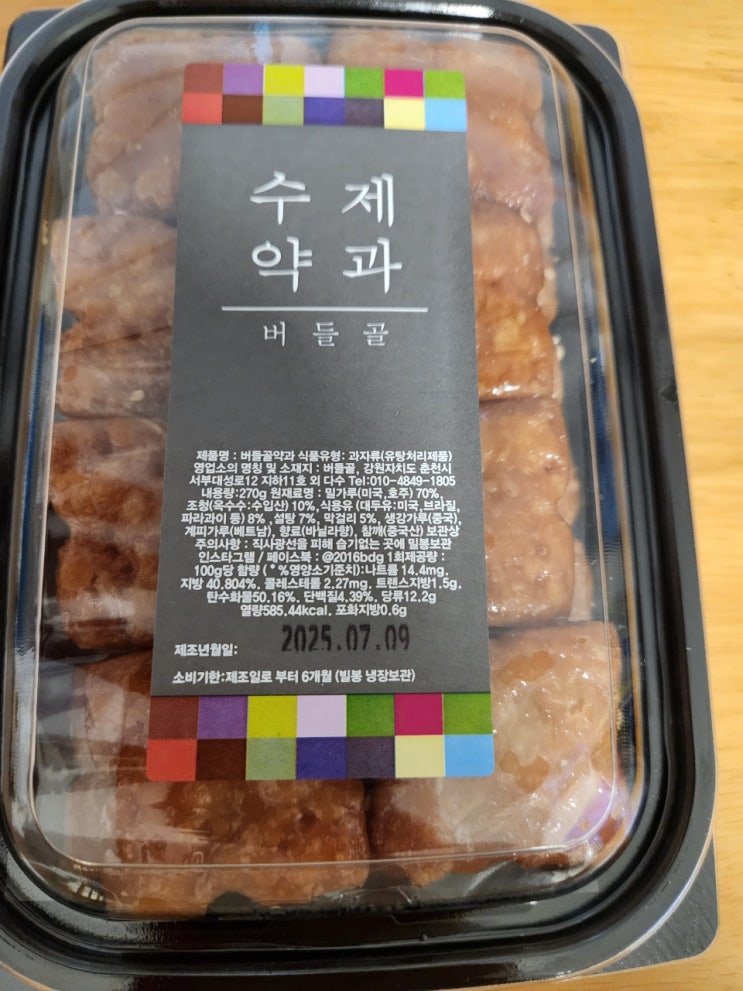 수제
약과
버들골
제품명 : 버들골약과 식품유형: 과자류(유탕처리제품)
영업소의 명칭 및 소재지 : 버들골, 강원자치도 춘천시
서부대성로12 지하11호 외 다수 Tel:010-4849-1805
내용량:270g 원재료명 : 밀가루(미국,호주) 70%,
조청(옥수수:수입산) 10%,식용유 (대두유:미국,브라질,
파라과이 등) 8%, 설탕 7%, 막걸리 5%, 생강가루(중국),
계피가루(베트남), 향료(바닐라향), 참깨(중국산) 보관상
주의사항 : 직사광선을 피해 습기없는 곳에 밀봉보관
인스타그램 / 페이스북 : @2016bdg 1회제공량 :
100g당 함량 (*%영양소기준치):나트륨 14.4mg,
지방 40.804%. 콜레스테롤 2.27mg. 트랜스지방1.5g.
탄수화물50.16%. 단백질4.39%. 당류12.2g
열량585.44kcal. 포화지방0.6g
제조년월일: 2025.07.09
소비기한:제조일로 부터 6개월 (밀봉 냉장보관)